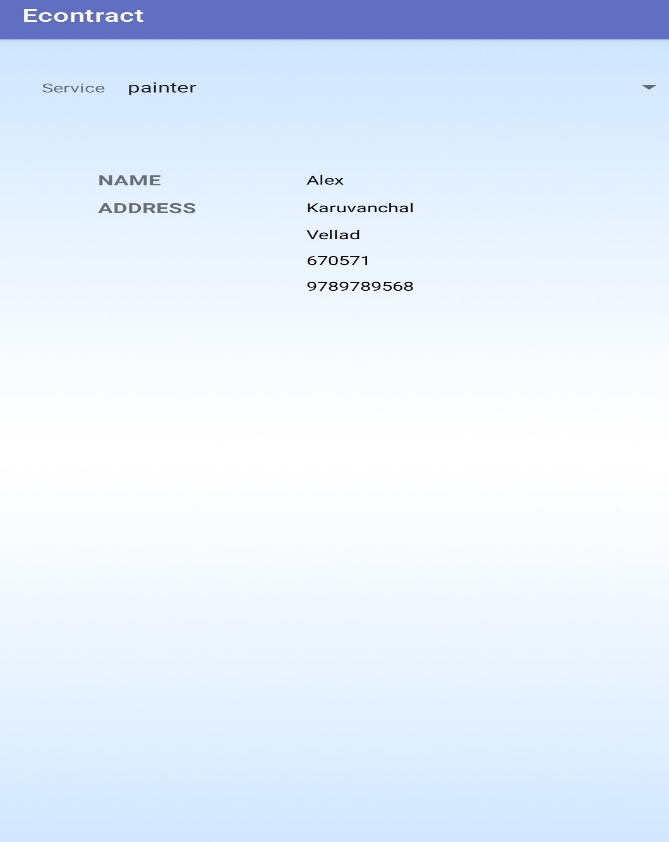 Econtract
Service painter
NAME Alex
ADDRESS Karuvanchal
Vellad
670571
9789789568